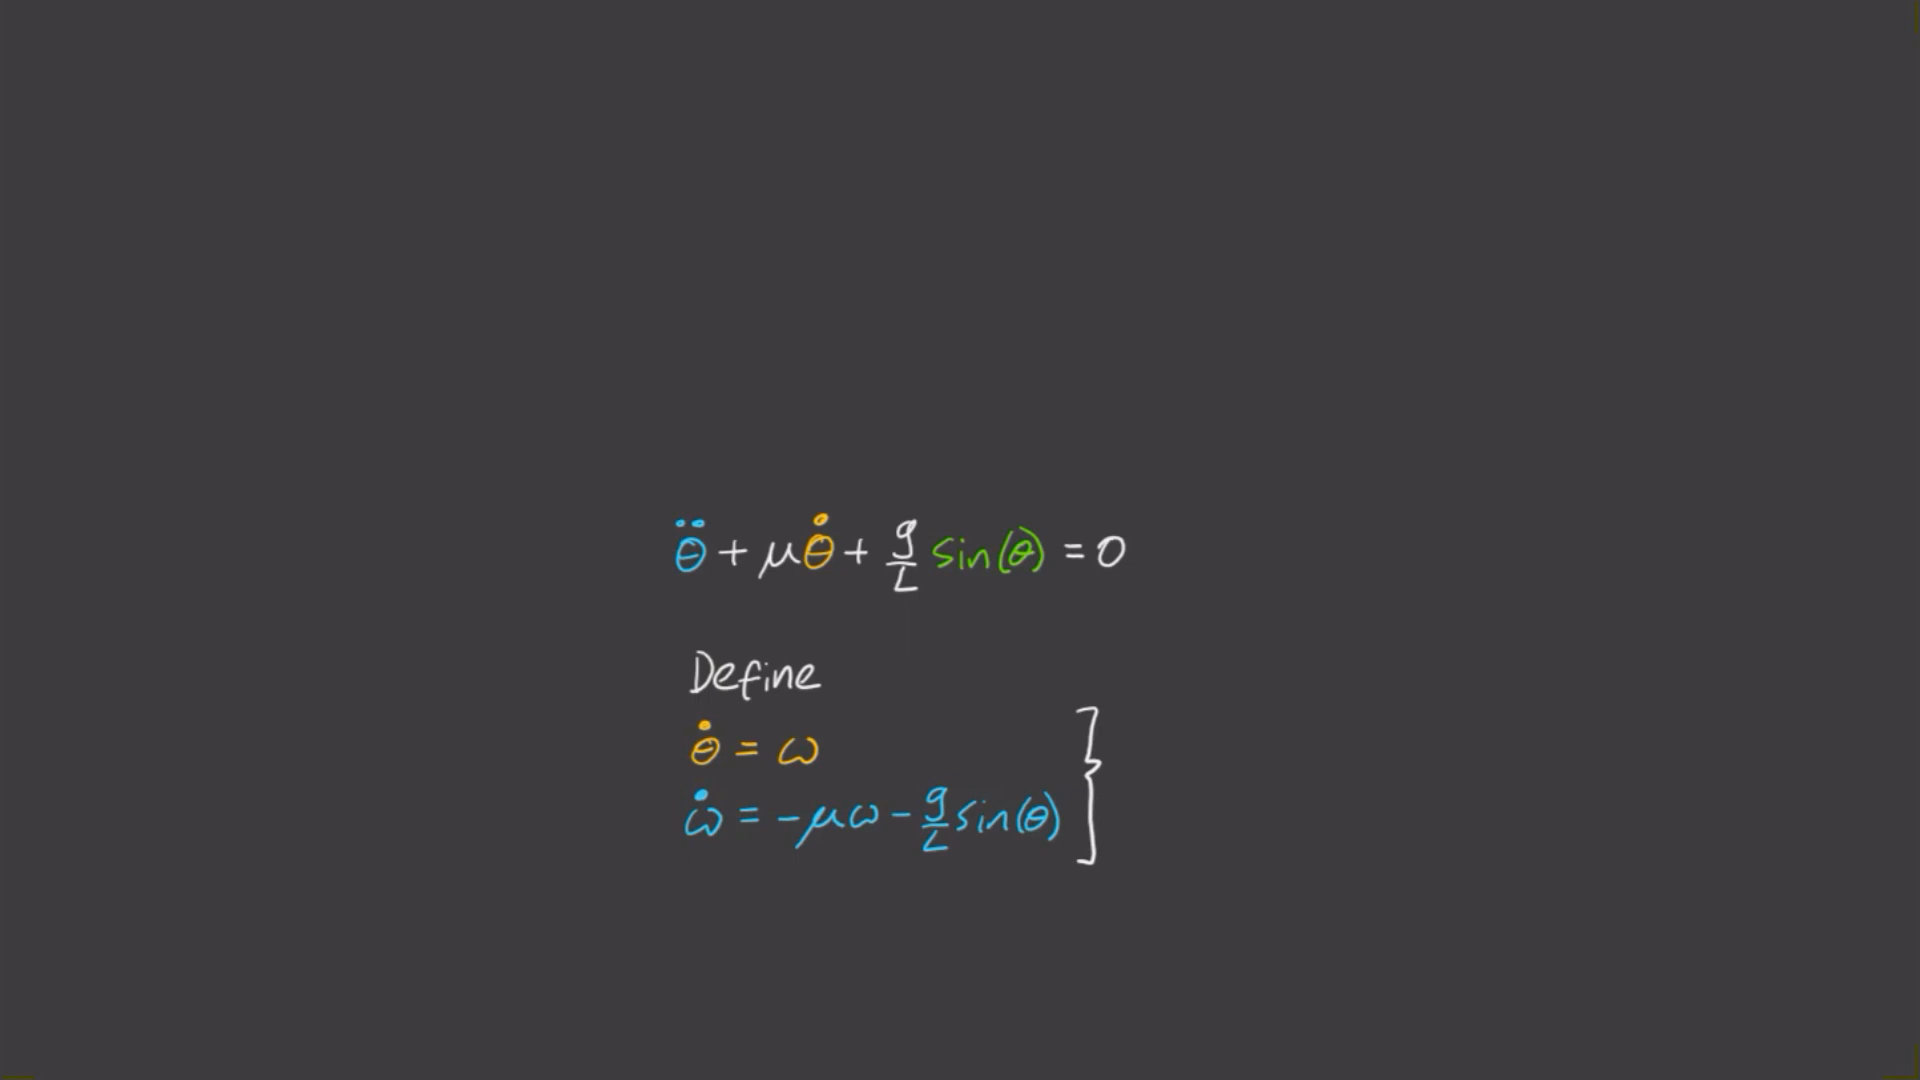 θ̈ + μθ̇ + g/L sin(θ) = 0
Define
θ̇ = ω
ω̇ = -μω - g/L sin(θ) }